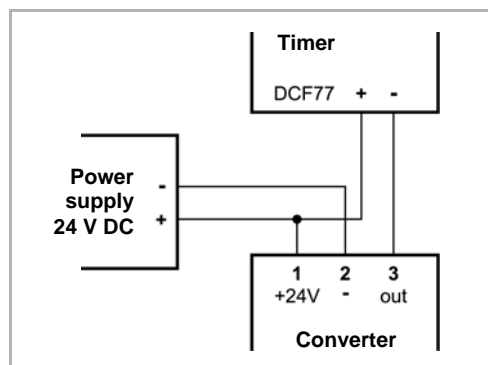 Timer
DCF77 + -
Power
supply
24 V DC
-
+
1 2 3
+24V - out
Converter